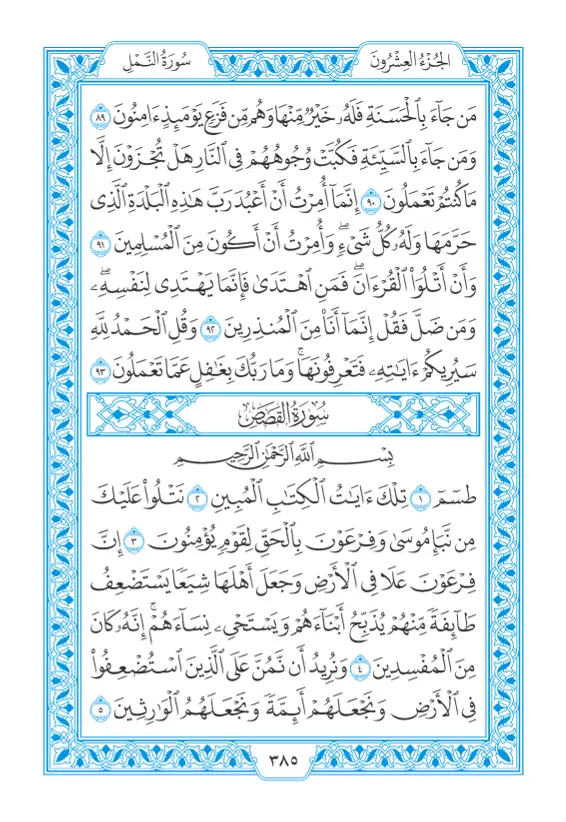 الجُزْءُ العِشْرُونَ
سُورَةُ النَّمْلِ
مَن جَآءَ بِٱلْحَسَنَةِ فَلَهُۥ خَيْرٌ مِّنْهَا وَهُم مِّن فَزَعٍ يَوْمَئِذٍ ءَامِنُونَ ٨٩
وَمَن جَآءَ بِٱلسَّيِّئَةِ فَكُبَّتْ وُجُوهُهُمْ فِى ٱلنَّارِ هَلْ تُجْزَوْنَ إِلَّا
مَا كُنتُمْ تَعْمَلُونَ ٩٠ إِنَّمَآ أُمِرْتُ أَنْ أَعْبُدَ رَبَّ هَٰذِهِ ٱلْبَلْدَةِ ٱلَّذِى
حَرَّمَهَا وَلَهُۥ كُلُّ شَىْءٍۖ وَأُمِرْتُ أَنْ أَكُونَ مِنَ ٱلْمُسْلِمِينَ ٩١
وَأَنْ أَتْلُوَا۟ ٱلْقُرْءَانَۖ فَمَنِ ٱهْتَدَىٰ فَإِنَّمَا يَهْتَدِى لِنَفْسِهِۦۖ
وَمَن ضَلَّ فَقُلْ إِنَّمَآ أَنَا۠ مِنَ ٱلْمُنذِرِينَ ٩٢ وَقُلِ ٱلْحَمْدُ لِلَّهِ
سَيُرِيكُمْ ءَايَٰتِهِۦ فَتَعْرِفُونَهَاۚ وَمَا رَبُّكَ بِغَٰفِلٍ عَمَّا تَعْمَلُونَ ٩٣
سُورَةُ القَصَصِ
بِسْمِ ٱللَّهِ ٱلرَّحْمَٰنِ ٱلرَّحِيمِ
طسٓمٓ ١ تِلْكَ ءَايَٰتُ ٱلْكِتَٰبِ ٱلْمُبِينِ ٢ نَتْلُوا۟ عَلَيْكَ
مِن نَّبَإِ مُوسَىٰ وَفِرْعَوْنَ بِٱلْحَقِّ لِقَوْمٍ يُؤْمِنُونَ ٣ إِنَّ
فِرْعَوْنَ عَلَا فِى ٱلْأَرْضِ وَجَعَلَ أَهْلَهَا شِيَعًا يَسْتَضْعِفُ
طَآئِفَةً مِّنْهُمْ يُذَبِّحُ أَبْنَآءَهُمْ وَيَسْتَحْىِۦ نِسَآءَهُمْۚ إِنَّهُۥ كَانَ
مِنَ ٱلْمُفْسِدِينَ ٤ وَنُرِيدُ أَن نَّمُنَّ عَلَى ٱلَّذِينَ ٱسْتُضْعِفُوا۟
فِى ٱلْأَرْضِ وَنَجْعَلَهُمْ أَئِمَّةً وَنَجْعَلَهُمُ ٱلْوَٰرِثِينَ ٥
٣٨٥